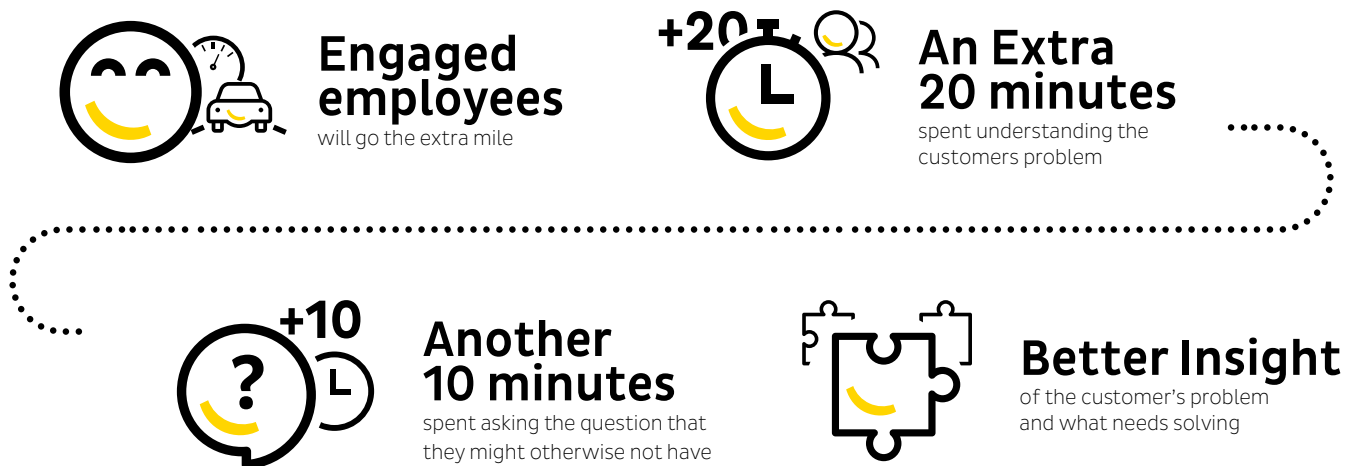 Engaged
employees
will go the extra mile
+20
An Extra
20 minutes
spent understanding the
customers problem
+10
?
Another
10 minutes
spent asking the question that
they might otherwise not have
Better Insight
of the customer’s problem
and what needs solving